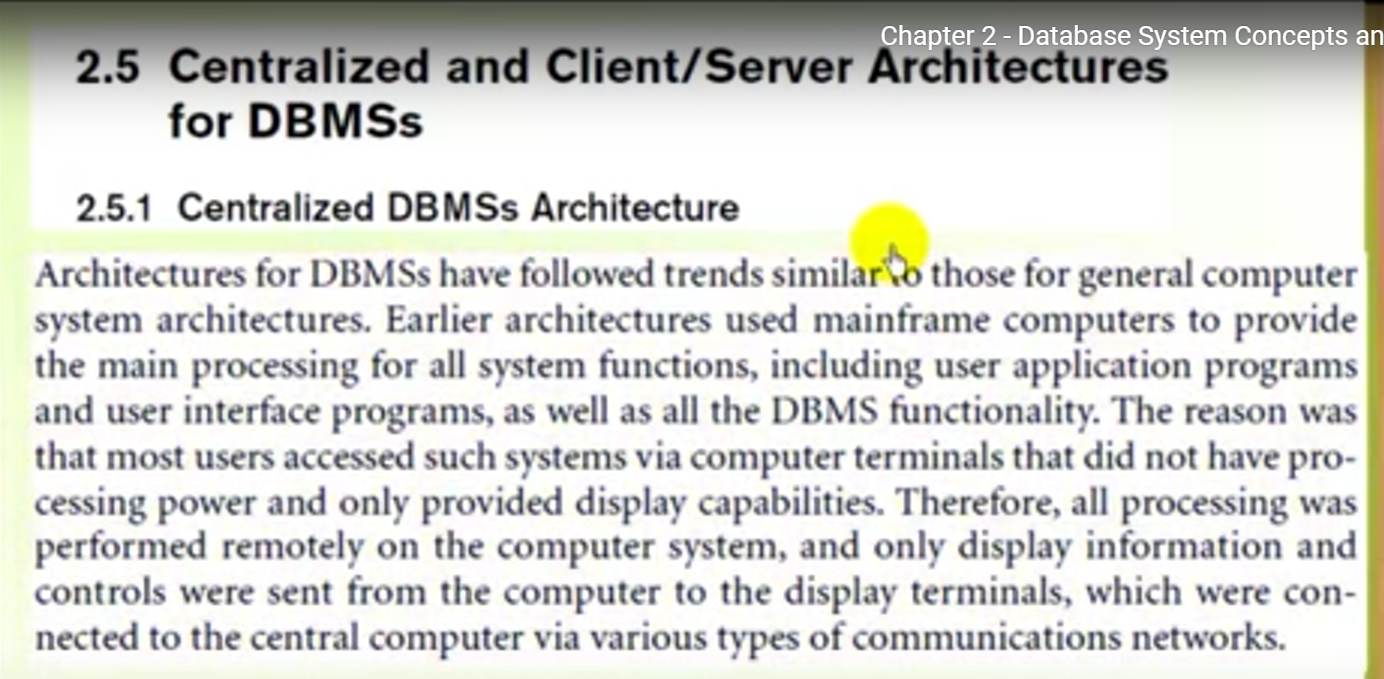 Chapter 2 - Database System Concepts an
2.5 Centralized and Client/Server Architectures
for DBMSs
2.5.1 Centralized DBMSs Architecture
Architectures for DBMSs have followed trends similar to those for general computer
system architectures. Earlier architectures used mainframe computers to provide
the main processing for all system functions, including user application programs
and user interface programs, as well as all the DBMS functionality. The reason was
that most users accessed such systems via computer terminals that did not have pro-
cessing power and only provided display capabilities. Therefore, all processing was
performed remotely on the computer system, and only display information and
controls were sent from the computer to the display terminals, which were con-
nected to the central computer via various types of communications networks.